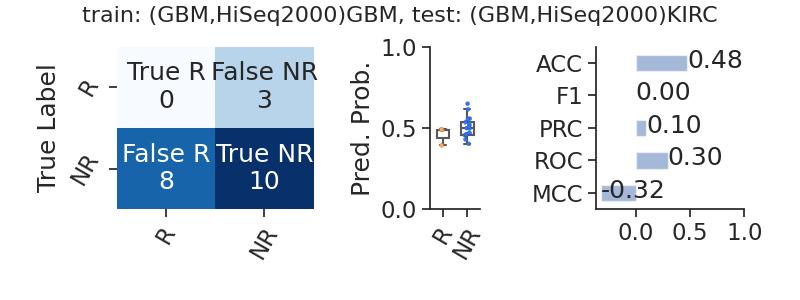 train: (GBM,HiSeq2000)GBM, test: (GBM,HiSeq2000)KIRC
True Label
R
NR
True R
0
False NR
3
False R
8
True NR
10
R
NR
Pred. Prob.
1.0
0.5
0.0
R
NR
ACC
0.48
F1
0.00
PRC
0.10
ROC
0.30
MCC
-0.32
0.0
0.5
1.0